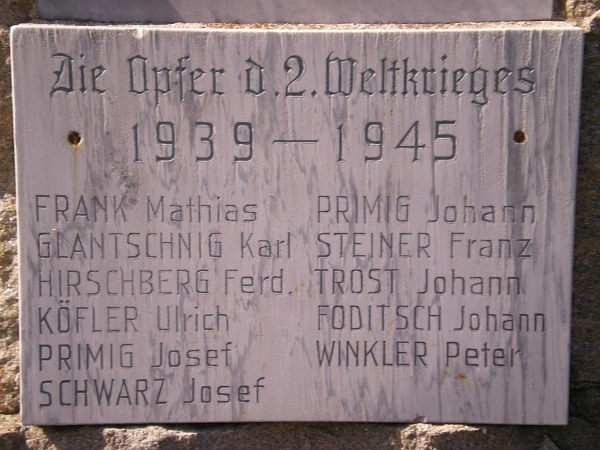 Die Opfer d. 2. Weltkrieges
1939 — 1945
FRANK Mathias
GLANTSCHNIG Karl
HIRSCHBERG Ferd.
KÖFLER Ulrich
PRIMIG Josef
SCHWARZ Josef
PRIMIG Johann
STEINER Franz
TROST Johann
FODITSCH Johann
WINKLER Peter